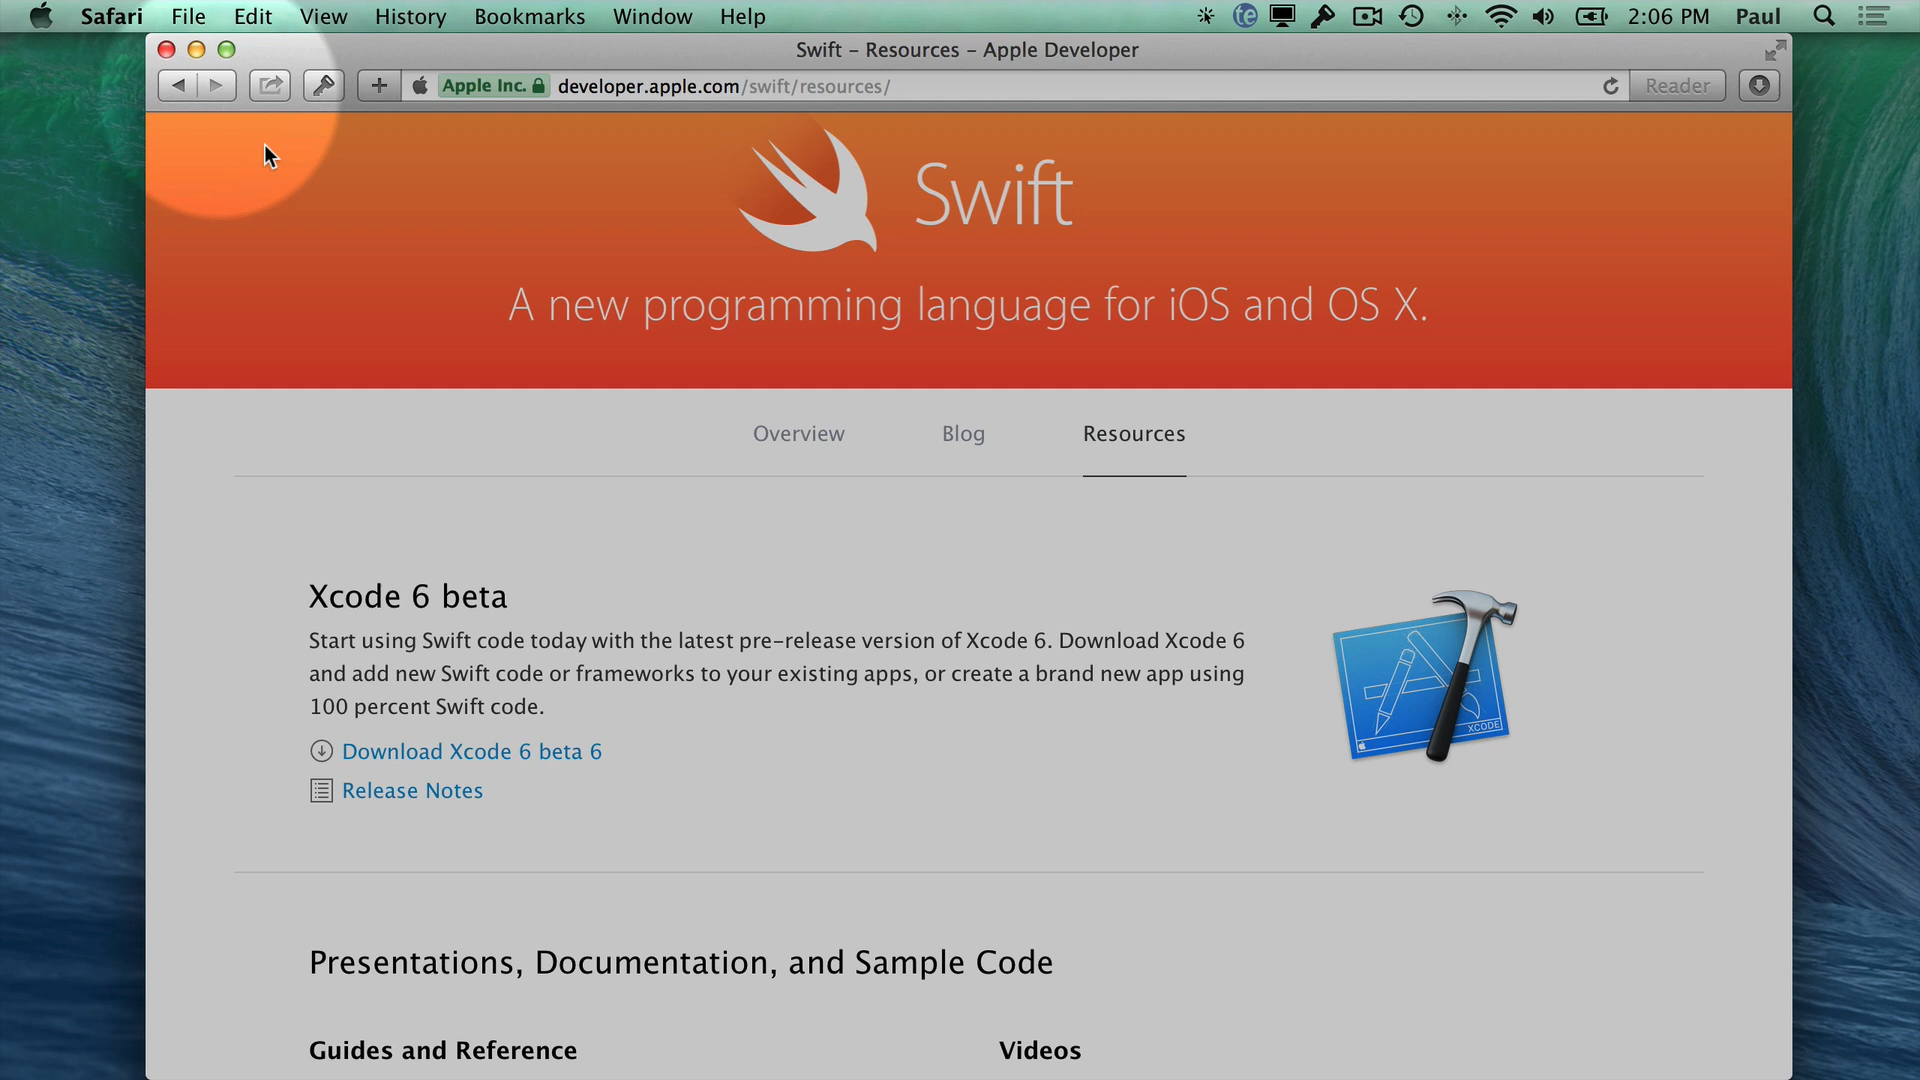 Safari File Edit View History Bookmarks Window Help te 2:06 PM Paul
Swift – Resources – Apple Developer
Apple Inc. developer.apple.com/swift/resources/ Reader
Swift
A new programming language for iOS and OS X.
Overview Blog Resources
Xcode 6 beta
Start using Swift code today with the latest pre-release version of Xcode 6. Download Xcode 6
and add new Swift code or frameworks to your existing apps, or create a brand new app using
100 percent Swift code.
XCODE
Download Xcode 6 beta 6
Release Notes
Presentations, Documentation, and Sample Code
Guides and Reference Videos